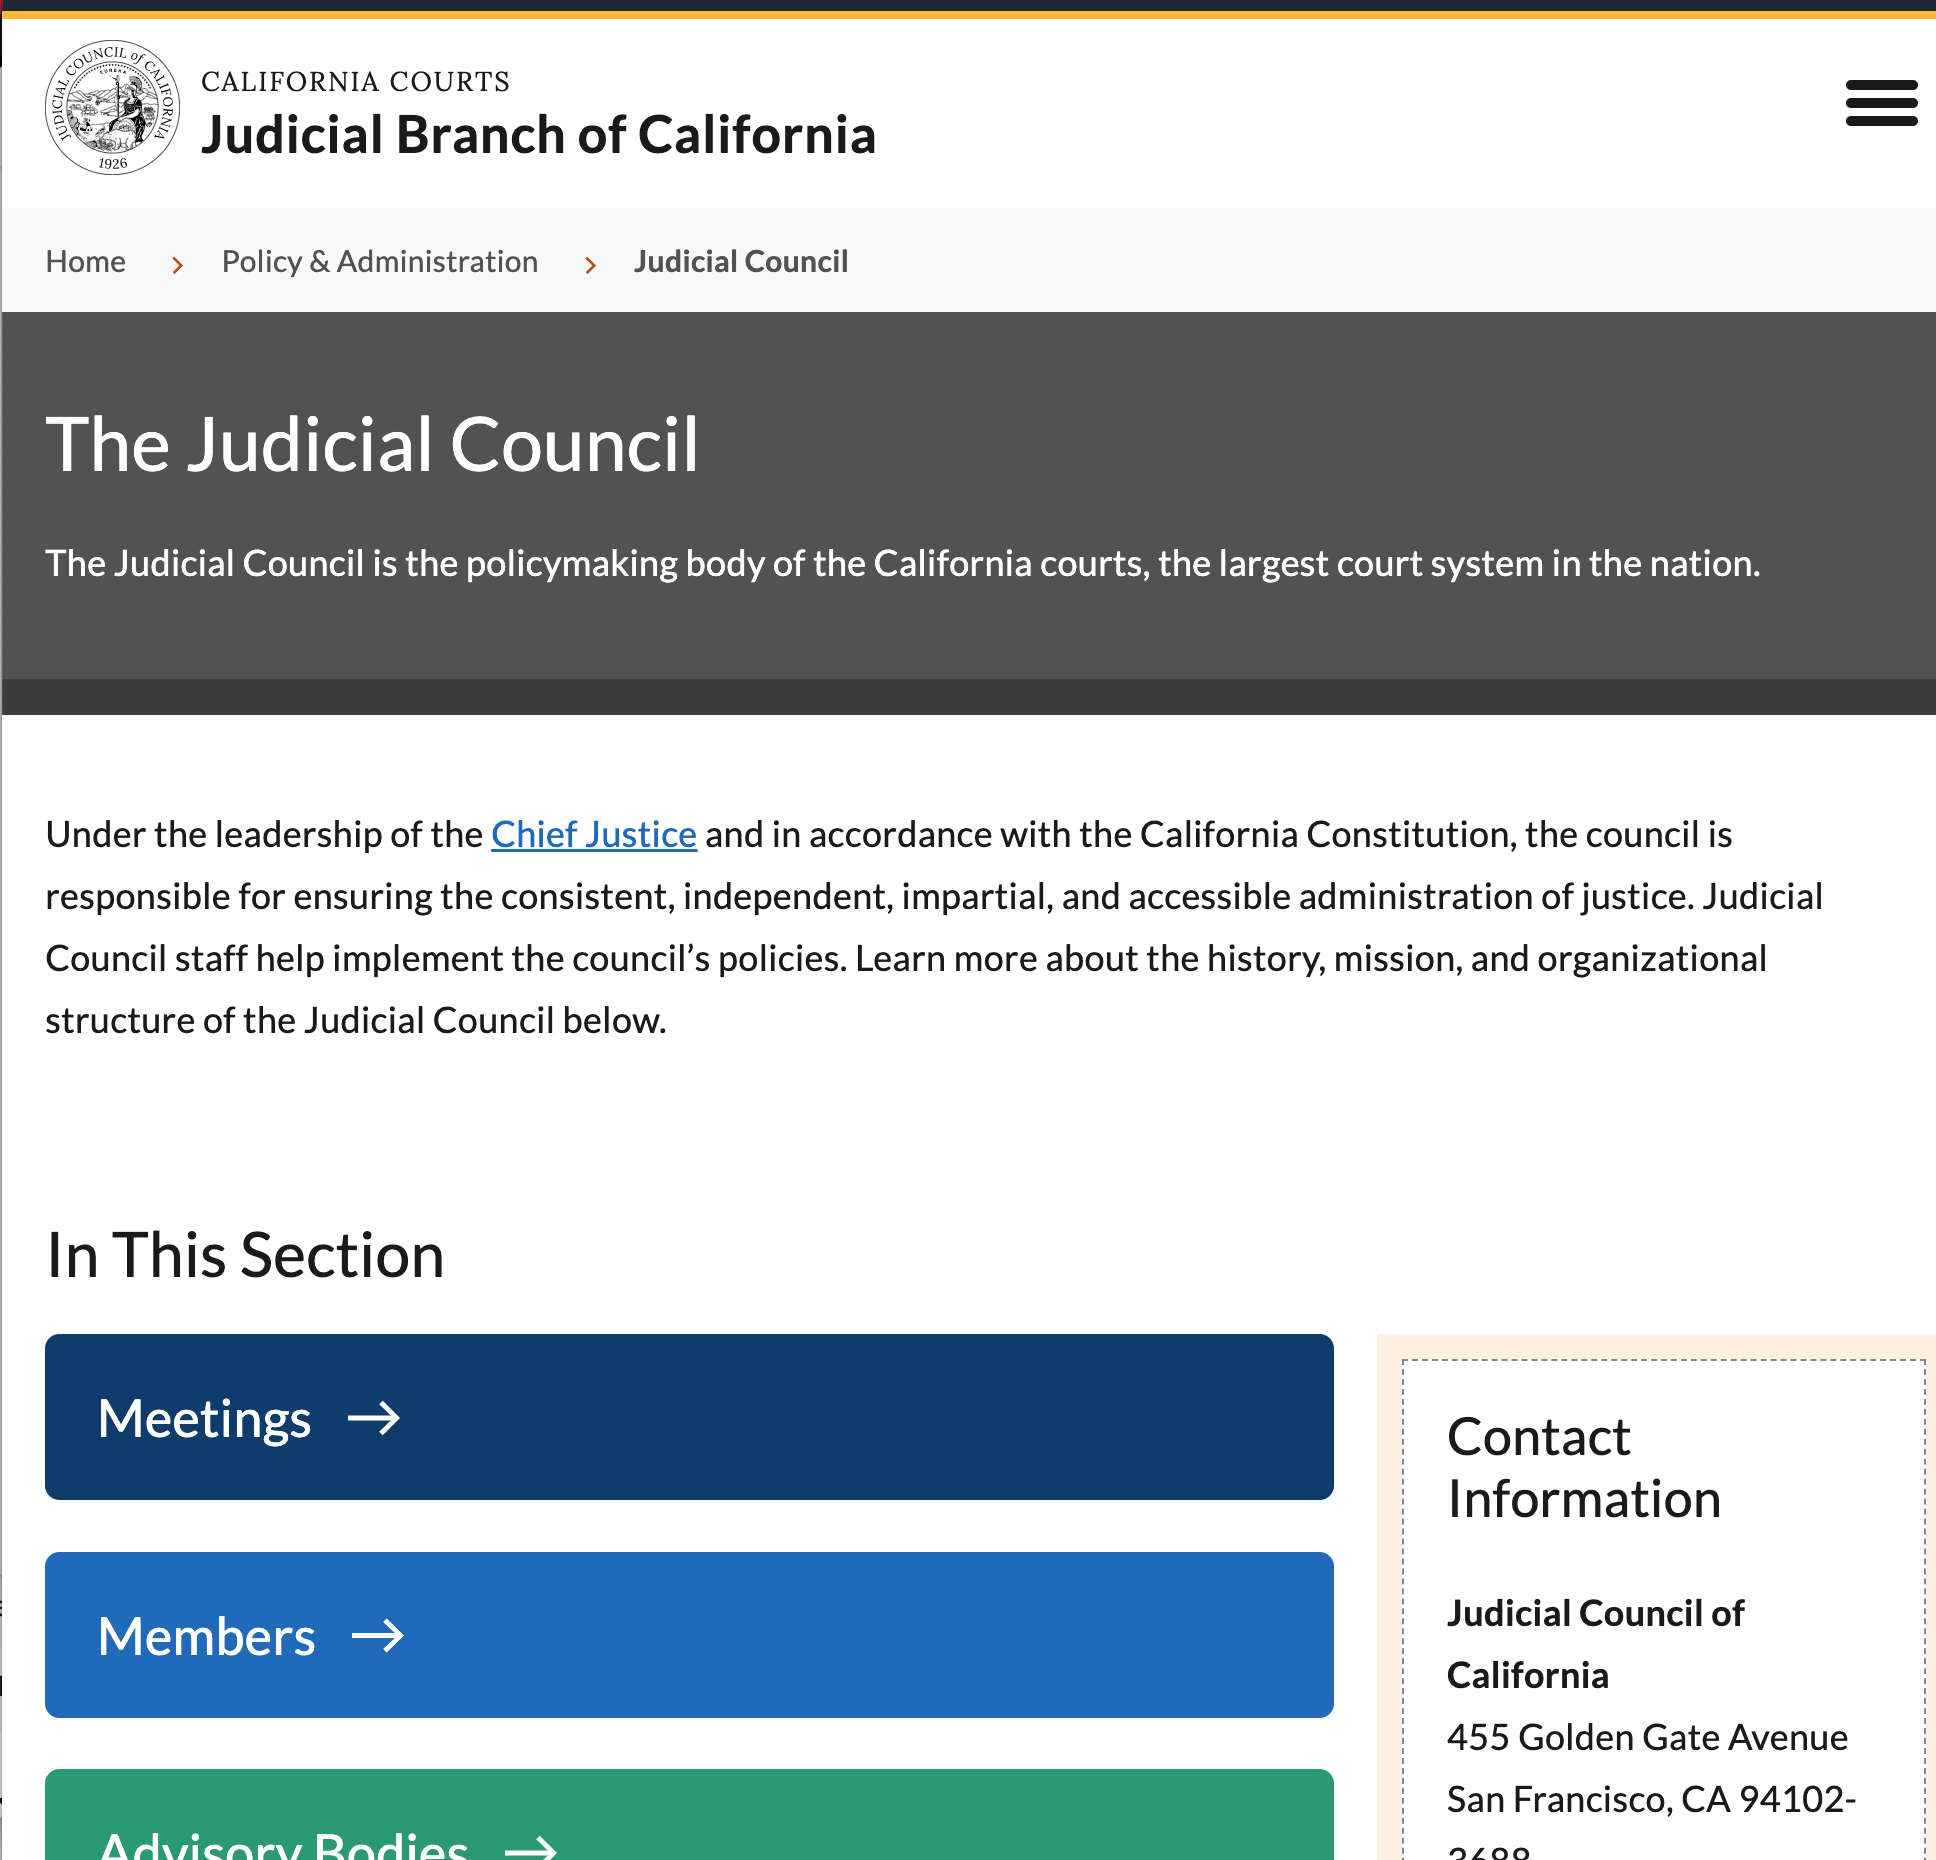 JUDICIAL COUNCIL of CALIFORNIA
EUREKA
1926
CALIFORNIA COURTS
Judicial Branch of California
Home
Policy & Administration
Judicial Council
The Judicial Council
The Judicial Council is the policymaking body of the California courts, the largest court system in the nation.
Under the leadership of the Chief Justice and in accordance with the California Constitution, the council is
responsible for ensuring the consistent, independent, impartial, and accessible administration of justice. Judicial
Council staff help implement the council’s policies. Learn more about the history, mission, and organizational
structure of the Judicial Council below.
In This Section
Meetings
Members
Advisory Bodies
Contact
Information
Judicial Council of
California
455 Golden Gate Avenue
San Francisco, CA 94102-
3688